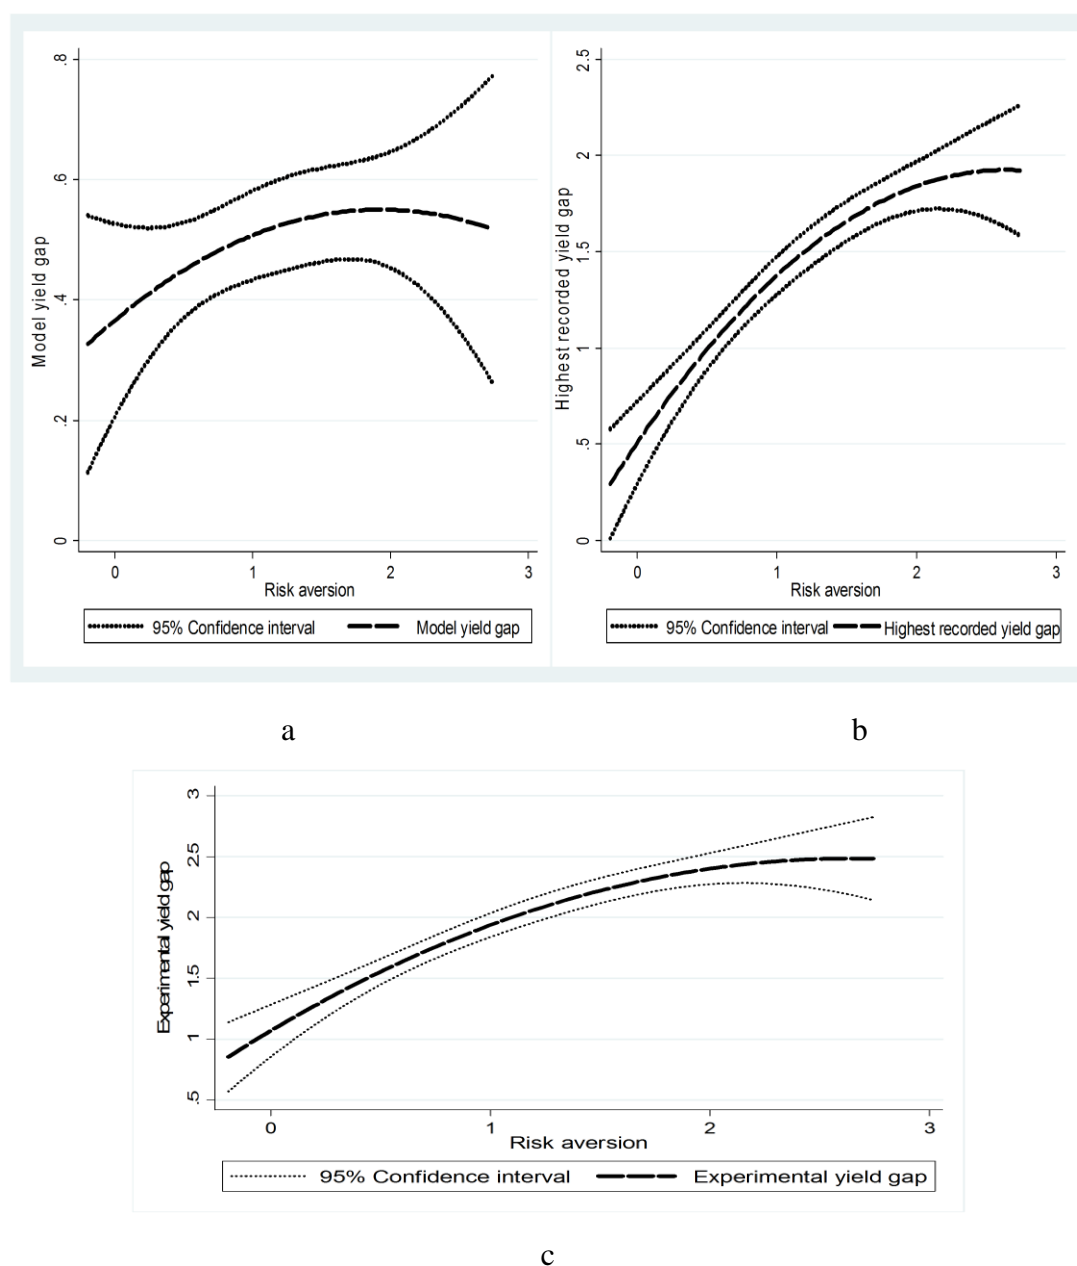 Model yield gap
.8
.6
.4
.2
0
0 1 2 3
Risk aversion
95% Confidence interval Model yield gap
Highest recorded yield gap
2.5
2
1.5
1
.5
0
0 1 2 3
Risk aversion
95% Confidence interval Highest recorded yield gap
a
b
Experimental yield gap
3
2.5
2
1.5
1
.5
0 1 2 3
Risk aversion
95% Confidence interval Experimental yield gap
c